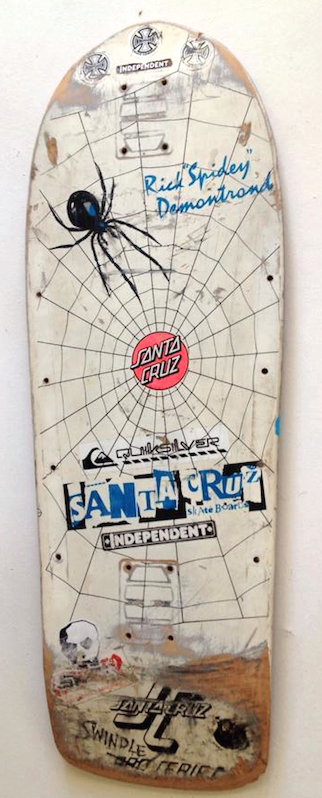 INDEPENDENT
Rick "Spidey"
Demontrond
SANTA
CRUZ
QUIKSILVER
SANTA CRUZ
skate Boards
INDEPENDENT
SANTA CRUZ
SWINDLE
PRO SERIES